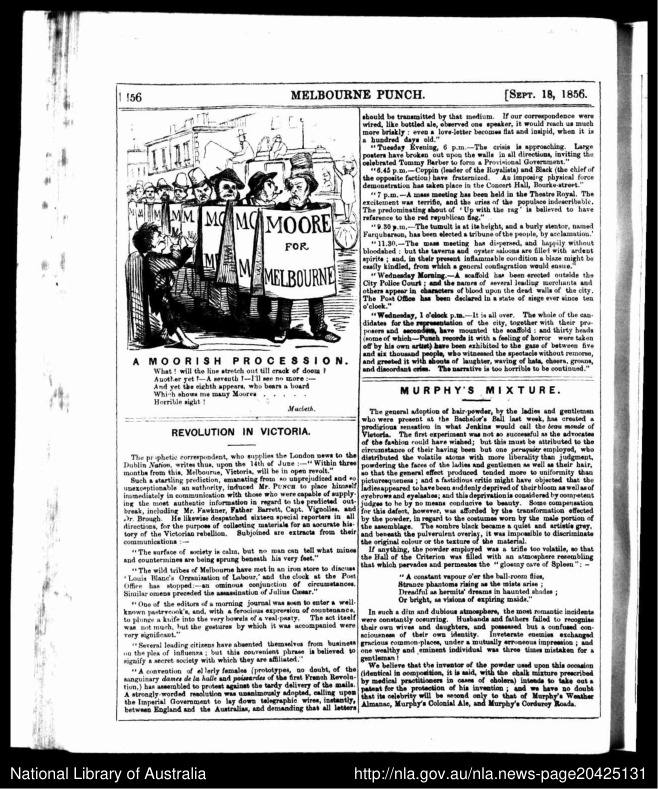 156
MELBOURNE PUNCH.
[SEPT. 18, 1856.
M
M
M
MC
MC
MOORE
FOR
MELBOURNE
A MOORISH PROCESSION.
What! will the line stretch out till crack of doom?
Another yet!—A seventh!—I'll see no more:—
And yet the eighth appears, who bears a board
Which shows me many Moores . . . . .
Horrible sight!
Macbeth.
REVOLUTION IN VICTORIA.
The prophetic correspondent, who supplies the London news to the
Dublin Nation, writes thus, upon the 14th of June:—"Within three
months from this, Melbourne, Victoria, will be in open revolt."
Such a startling prediction, emanating from so unprejudiced and so
unexceptionable an authority, induced Mr. PUNCH to place himself
immediately in communication with those who were capable of supply-
ing the most authentic information in regard to the predicted out-
break, including Mr. Fawkner, Father Barrett, Capt. Vignolles, and
Dr. Brough. He likewise despatched sixteen special reporters in all
directions, for the purpose of collecting materials for an accurate his-
tory of the Victorian rebellion. Subjoined are extracts from their
communications:—
"The surface of society is calm, but no man can tell what mines
and countermines are being sprung beneath his very feet."
"The wild tribes of Melbourne have met in an iron store to discuss
'Louis Blanc's Organisation of Labour,' and the clock at the Post
Office has stopped:—an ominous conjunction of circumstances.
Similar omens preceded the assassination of Julius Cæsar."
"One of the editors of a morning journal was seen to enter a well-
known pastrycook's, and, with a ferocious expression of countenance,
to plunge a knife into the very bowels of a veal-pasty. The act itself
was not much, but the gestures by which it was accompanied were
very significant."
"Several leading citizens have absented themselves from business
on the plea of influenza; but this convenient phrase is believed to
signify a secret society with which they are affiliated."
"A convention of elderly females (prototypes, no doubt, of the
sanguinary dames de la halle and poissardes of the first French Revolu-
tion,) has assembled to protest against the tardy delivery of the mails.
A strongly-worded resolution was unanimously adopted, calling upon
the Imperial Government to lay down telegraphic wires, instantly,
between England and the Australias, and demanding that all letters
should be transmitted by that medium. If our correspondence were
wired, like bottled ale, observed one speaker, it would reach us much
more briskly: even a love-letter becomes flat and insipid, when it is
a hundred days old."
"Tuesday Evening, 6 p.m.—The crisis is approaching. Large
posters have broken out upon the walls in all directions, inviting the
celebrated Tommy Barber to form a Provisional Government."
"6.45 p.m.—Coppin (leader of the Royalists) and Black (the chief of
the opposite faction) have fraternized. An imposing physical force
demonstration has taken place in the Concert Hall, Bourke-street."
"7 p.m.—A mass meeting has been held in the Theatre Royal. The
excitement was terrific, and the cries of the populace indescribable.
The predominating shout of 'Up with the rag' is believed to have
reference to the red republican flag."
"9.30 p.m.—The tumult is at its height, and a burly stentor, named
Farquharson, has been elected a tribune of the people, by acclamation.'
"11.30.—The mass meeting has dispersed, and happily without
bloodshed: but the taverns and oyster saloons are filled with ardent
spirits; and, in their present inflammable condition a blaze might be
easily kindled, from which a general conflagration would ensue."
"Wednesday Morning.—A scaffold has been erected outside the
City Police Court; and the names of several leading merchants and
others appear in characters of blood upon the dead walls of the city.
The Post Office has been declared in a state of siege ever since ten
o'clock."
"Wednesday, 1 o'clock p.m.—It is all over. The whole of the can-
didates for the representation of the city, together with their pro-
posers and seconders, have mounted the scaffold; and thirty heads
(some of which—Punch records it with a feeling of horror were taken
off by his own artist) have been exhibited to the gaze of between five
and six thousand people, who witnessed the spectacle without remorse,
and greeted it with shouts of laughter, waving of hats, cheers, groans,
and discordant cries. The narrative is too horrible to be continued."
MURPHY'S MIXTURE.
The general adoption of hair-powder, by the ladies and gentlemen
who were present at the Bachelor's Ball last week, has created a
prodigious sensation in what Jenkins would call the beau monde of
Victoria. The first experiment was not so successful as the advocates
of the fashion could have wished; but this must be attributed to the
circumstance of their having been but one peruquier employed, who
distributed the volatile atoms with more liberality than judgment,
powdering the faces of the ladies and gentlemen as well as their hair,
so that the general effect produced tended more to uniformity than
picturesqueness; and a fastidious critic might have objected that the
ladies appeared to have been suddenly deprived of their bloom as well as of
eyebrows and eyelashes; and this deprivation is considered by competent
judges to be by no means conducive to beauty. Some compensation
for this defect, however, was afforded by the transformation effected
by the powder, in regard to the costumes worn by the male portion of
the assemblage. The sombre black became a quiet and artistic grey,
and beneath the pulverulent overlay, it was impossible to discriminate
the original colour or the texture of the material.
If anything, the powder employed was a trifle too volatile, so that
the Hall of the Criterion was filled with an atmosphere resembling
that which pervades and permeates the "gloomy cave of Spleen":—
"A constant vapour o'er the ball-room flies,
Strange phantoms rising as the mists arise;
Dreadful as hermits' dreams in haunted shades;
Or bright, as visions of expiring maids."
In such a dim and dubious atmosphere, the most romantic incidents
were constantly occurring. Husbands and fathers failed to recognise
their own wives and daughters, and possessed but a confused con-
sciousness of their own identity. Inveterate enemies exchanged
gracious common-places, under a mutually erroneous impression; and
one wealthy and eminent individual was three times mistaken for a
gentleman!
We believe that the inventor of the powder used upon this occasion
(identical in composition, it is said, with the chalk mixture prescribed
by medical practitioners in cases of cholera) intends to take out a
patent for the protection of his invention; and we have no doubt
that its celebrity will be second only to that of Murphy's Weather
Almanac, Murphy's Colonial Ale, and Murphy's Corduroy Roads.
National Library of Australia
http://nla.gov.au/nla.news-page20425131